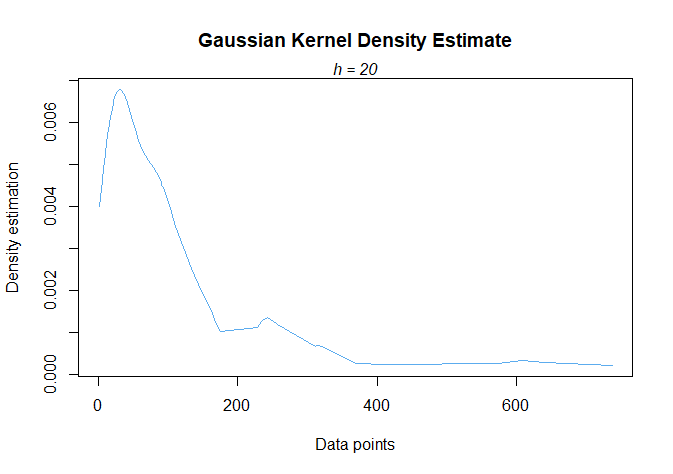 Gaussian Kernel Density Estimate
h = 20
Density estimation
0.006
0.004
0.002
0.000
0
200
400
600
Data points